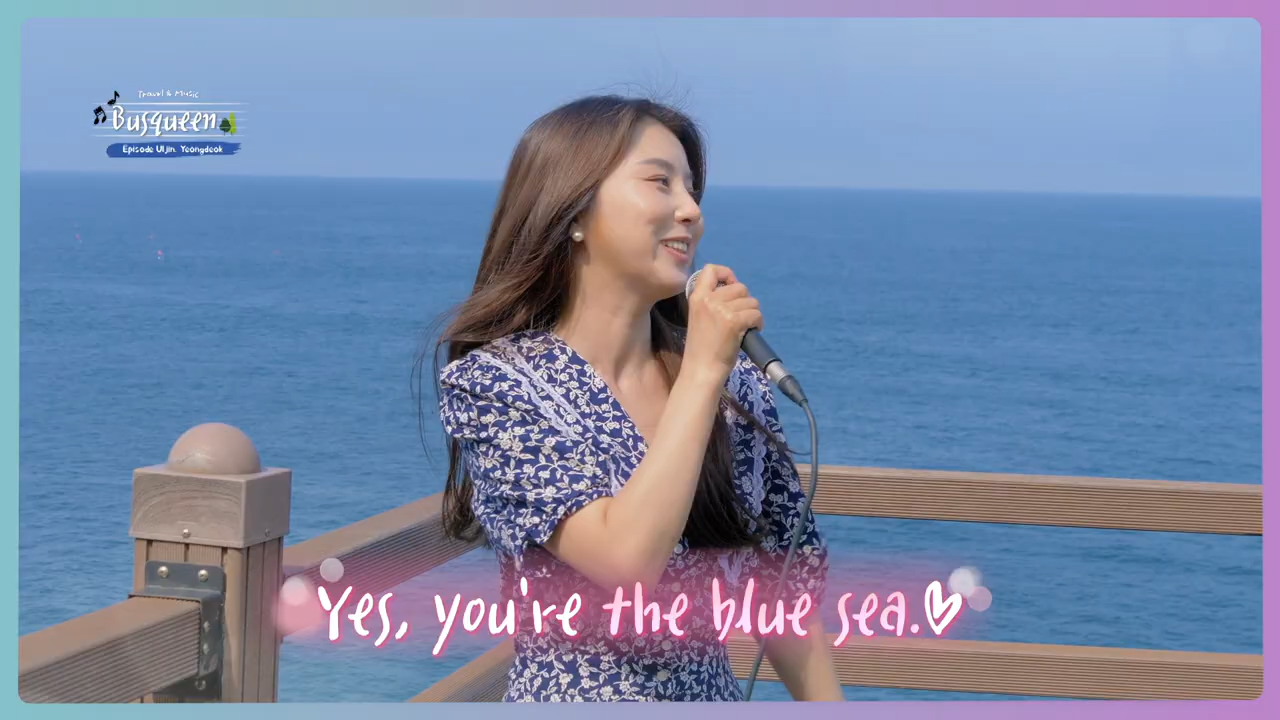 Travel & Music
Busqueen
Episode Uljin. Yeongdeok
Yes, you're the blue sea.♡